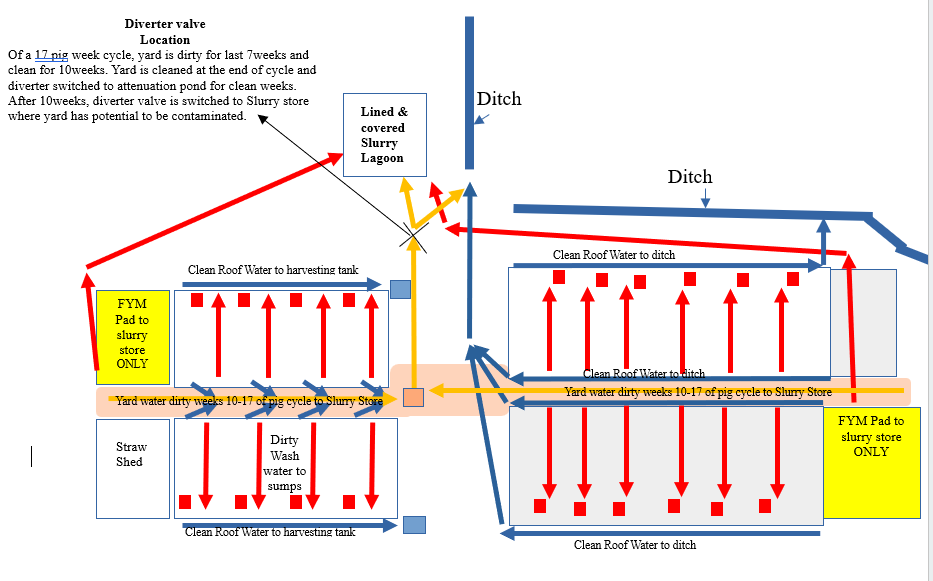 Diverter valve
Location
Of a 17 pig week cycle, yard is dirty for last 7weeks and
clean for 10weeks. Yard is cleaned at the end of cycle and
diverter switched to attenuation pond for clean weeks.
After 10weeks, diverter valve is switched to Slurry store
where yard has potential to be contaminated.
Lined &
covered
Slurry
Lagoon
Ditch
Ditch
Clean Roof Water to harvesting tank
Clean Roof Water to ditch
FYM
Pad to
slurry
store
ONLY
Clean Roof Water to ditch
Yard water dirty weeks 10-17 of pig cycle to Slurry Store
Yard water dirty weeks 10-17 of pig cycle to Slurry Store
Straw
Shed
Dirty
Wash
water to
sumps
FYM Pad to
slurry store
ONLY
Clean Roof Water to harvesting tank
Clean Roof Water to ditch